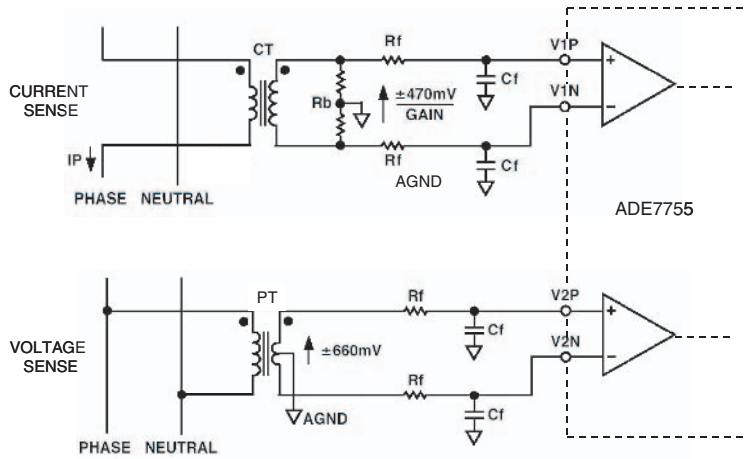 CT
Rf
V1P
+
CURRENT
SENSE
Rb
±470mV
GAIN
Cf
V1N
−
IP
Rf
Cf
AGND
PHASE NEUTRAL
ADE7755
PT
Rf
V2P
+
VOLTAGE
SENSE
±660mV
Cf
V2N
−
Rf
AGND
Cf
PHASE NEUTRAL